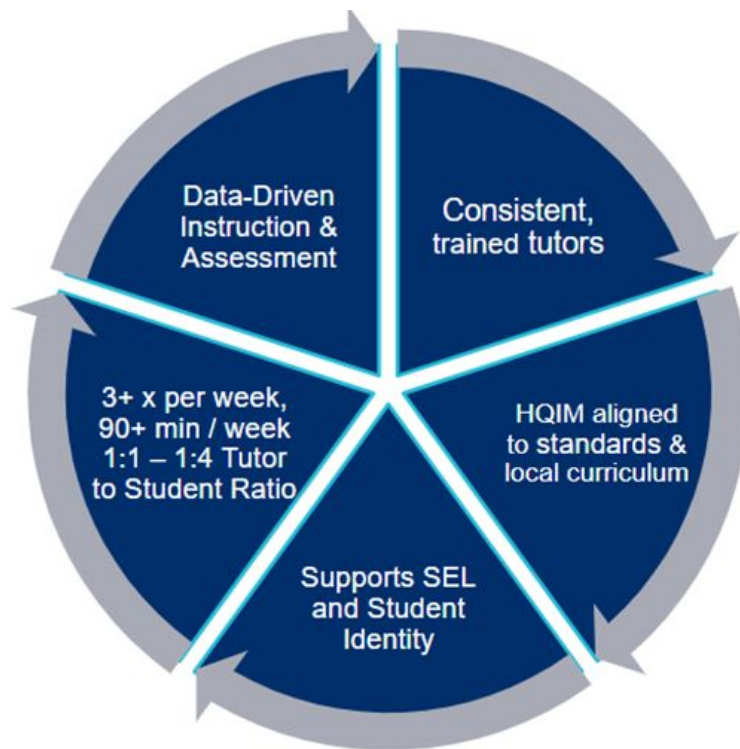 Data-Driven
Instruction &
Assessment
Consistent,
trained tutors
HQIM aligned
to standards &
local curriculum
Supports SEL
and Student
Identity
3+ x per week,
90+ min / week
1:1 – 1:4 Tutor
to Student Ratio